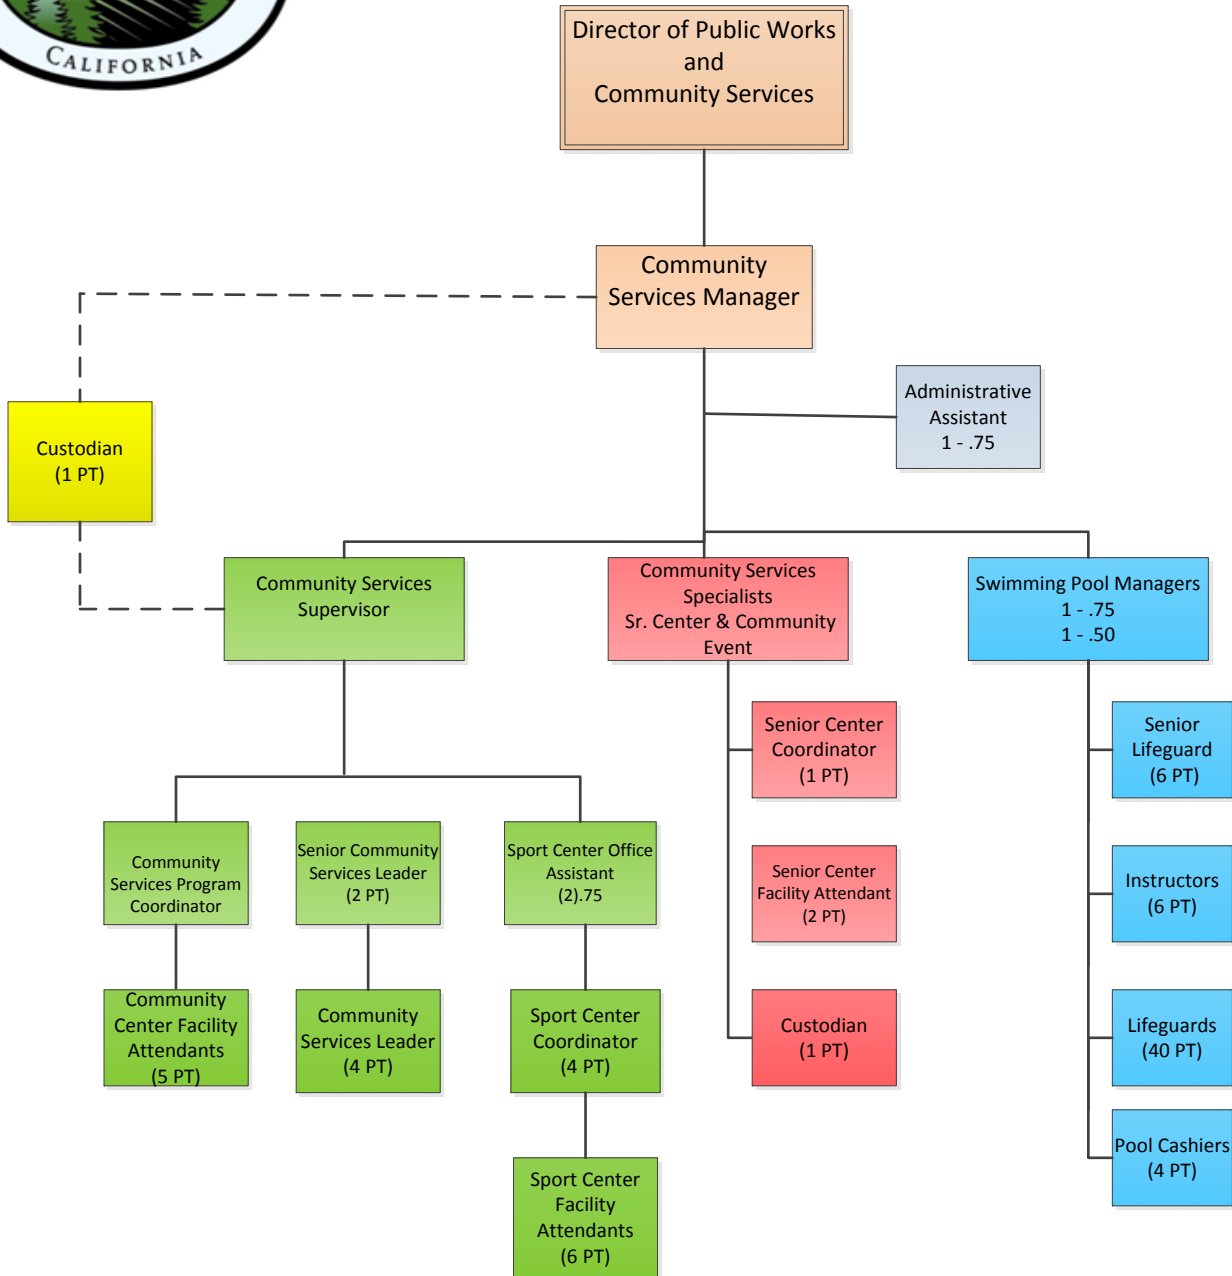 CALIFORNIA
Director of Public Works
and
Community Services
Community
Services Manager
Administrative
Assistant
1 - .75
Custodian
(1 PT)
Community Services
Supervisor
Community Services
Specialists
Sr. Center & Community
Event
Swimming Pool Managers
1 - .75
1 - .50
Senior Center
Coordinator
(1 PT)
Senior
Lifeguard
(6 PT)
Community
Services Program
Coordinator
Senior Community
Services Leader
(2 PT)
Sport Center Office
Assistant
(2).75
Senior Center
Facility Attendant
(2 PT)
Instructors
(6 PT)
Community
Center Facility
Attendants
(5 PT)
Community
Services Leader
(4 PT)
Sport Center
Coordinator
(4 PT)
Custodian
(1 PT)
Lifeguards
(40 PT)
Pool Cashiers
(4 PT)
Sport Center
Facility
Attendants
(6 PT)